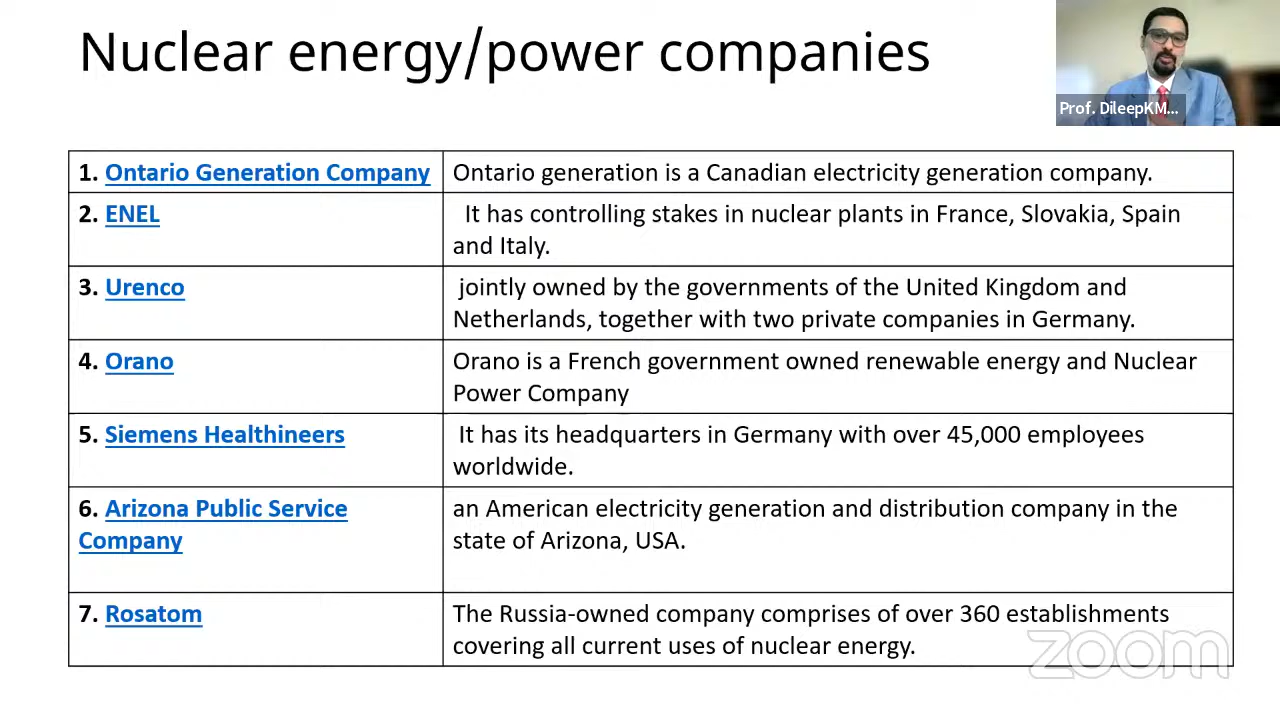 Nuclear energy/power companies
Prof. DileepKM...
1. Ontario Generation Company
Ontario generation is a Canadian electricity generation company.
2. ENEL
It has controlling stakes in nuclear plants in France, Slovakia, Spain
and Italy.
3. Urenco
jointly owned by the governments of the United Kingdom and
Netherlands, together with two private companies in Germany.
4. Orano
Orano is a French government owned renewable energy and Nuclear
Power Company
5. Siemens Healthineers
It has its headquarters in Germany with over 45,000 employees
worldwide.
6. Arizona Public Service
Company
an American electricity generation and distribution company in the
state of Arizona, USA.
7. Rosatom
The Russia-owned company comprises of over 360 establishments
covering all current uses of nuclear energy.
zoom